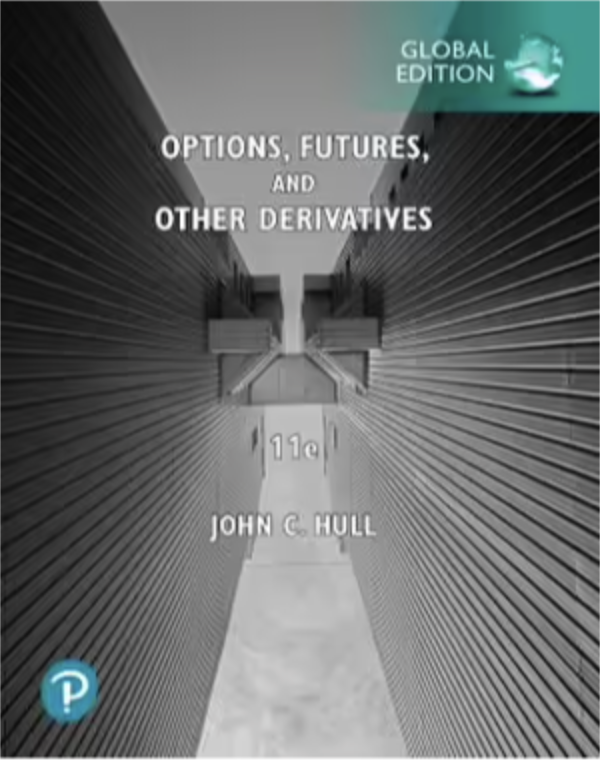 GLOBAL
EDITION
OPTIONS, FUTURES,
AND
OTHER DERIVATIVES
11e
JOHN C. HULL
P